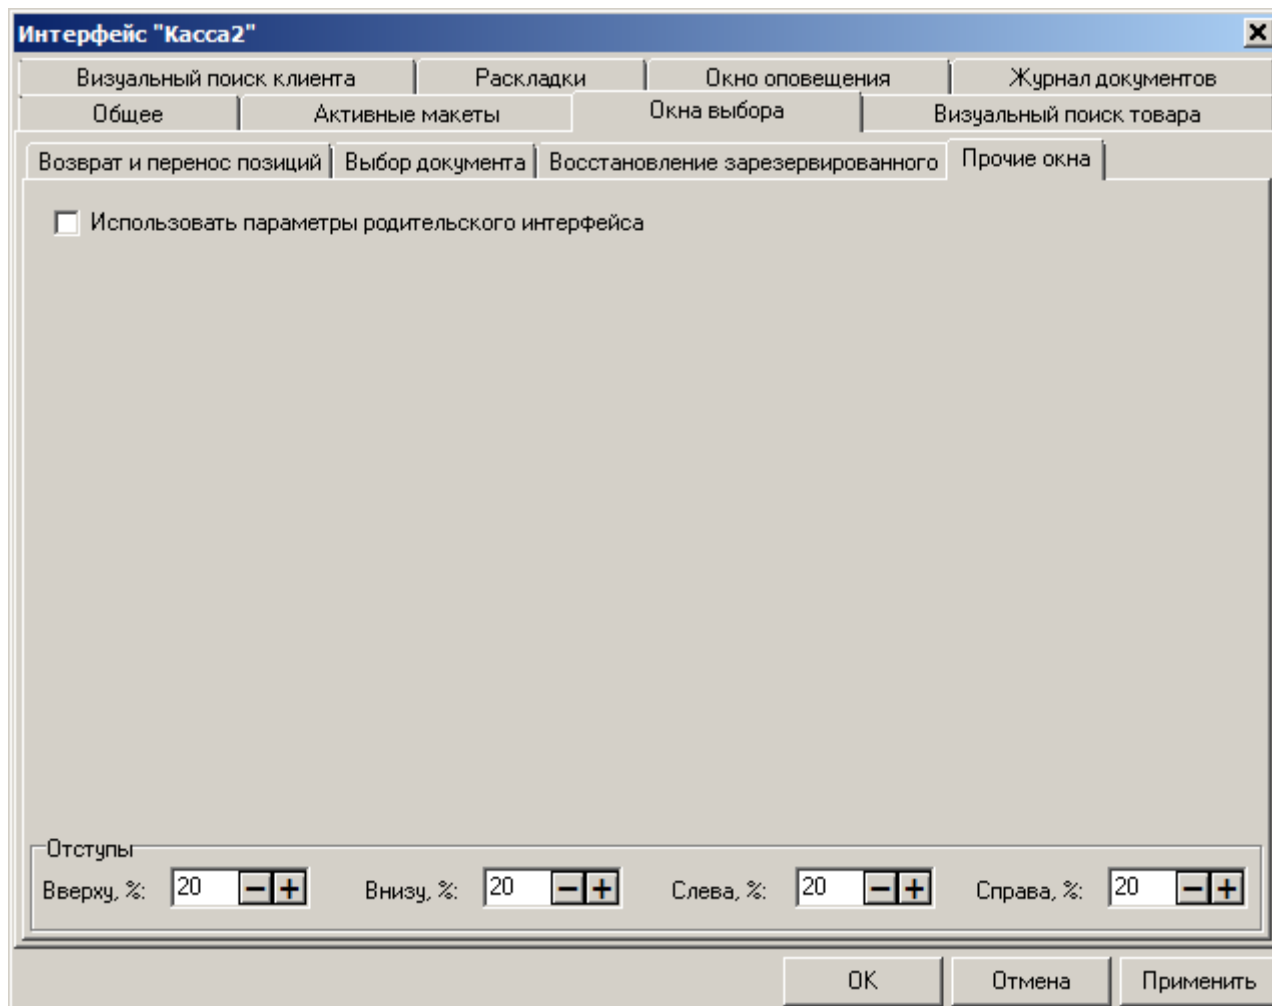 Интерфейс "Касса2"
Визуальный поиск клиента Раскладки Окно оповещения Журнал документов
Общее Активные макеты Окна выбора Визуальный поиск товара
Возврат и перенос позиций Выбор документа Восстановление зарезервированного Прочие окна
Использовать параметры родительского интерфейса
Отступы
Вверху, %: 20 Внизу, %: 20 Слева, %: 20 Справа, %: 20
OK Отмена Применить